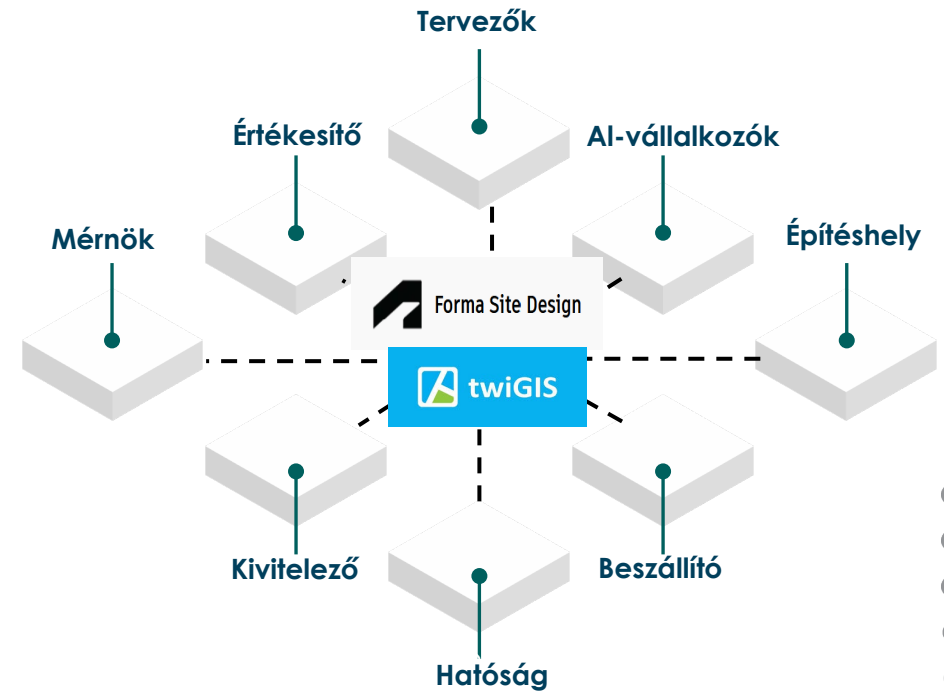 Tervezők
Értékesítő
Al-vállalkozók
Mérnök
Építéshely
Forma Site Design
twiGIS
Kivitelező
Beszállító
Hatóság